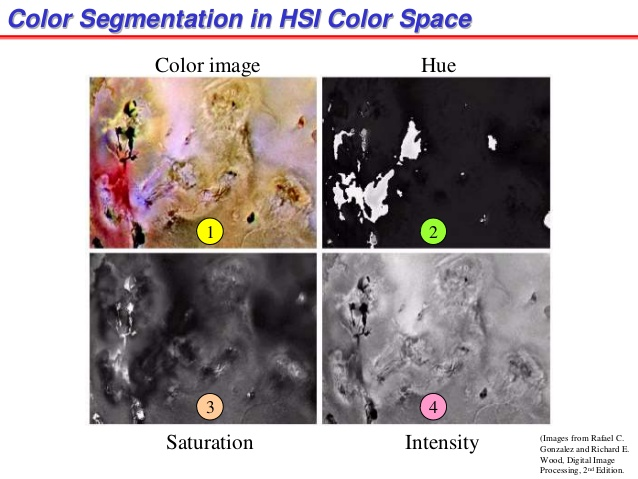 Color Segmentation in HSI Color Space
Color image
Hue
1
2
3
4
Saturation
Intensity
(Images from Rafael C.
Gonzalez and Richard E.
Wood, Digital Image
Processing, 2nd Edition.